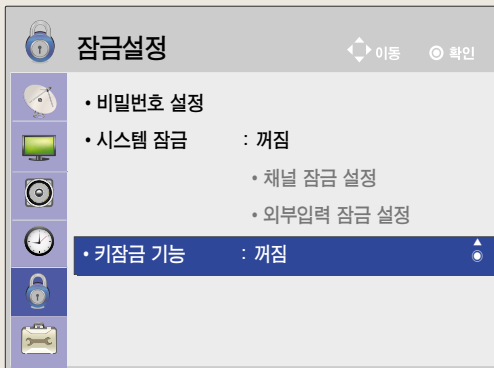 잠금설정 이동 확인
• 비밀번호 설정
• 시스템 잠금 : 꺼짐
• 채널 잠금 설정
• 외부입력 잠금 설정
• 키잠금 기능 : 꺼짐